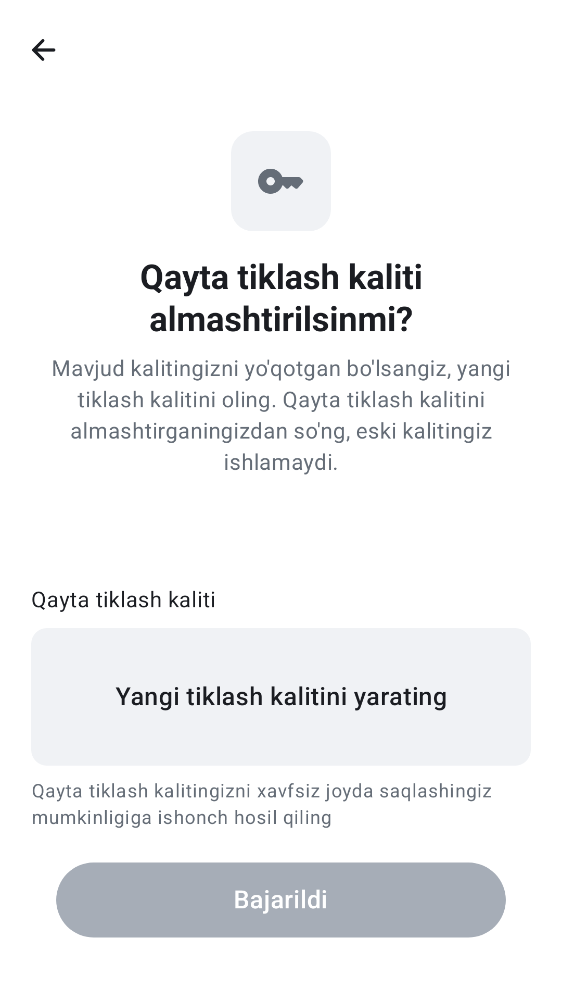 Qayta tiklash kaliti
almashtirilsinmi?
Mavjud kalitingizni yo'qotgan bo'lsangiz, yangi
tiklash kalitini oling. Qayta tiklash kalitini
almashtirganingizdan so'ng, eski kalitingiz
ishlamaydi.
Qayta tiklash kaliti
Yangi tiklash kalitini yarating
Qayta tiklash kalitingizni xavfsiz joyda saqlashingiz
mumkinligiga ishonch hosil qiling
Bajarildi